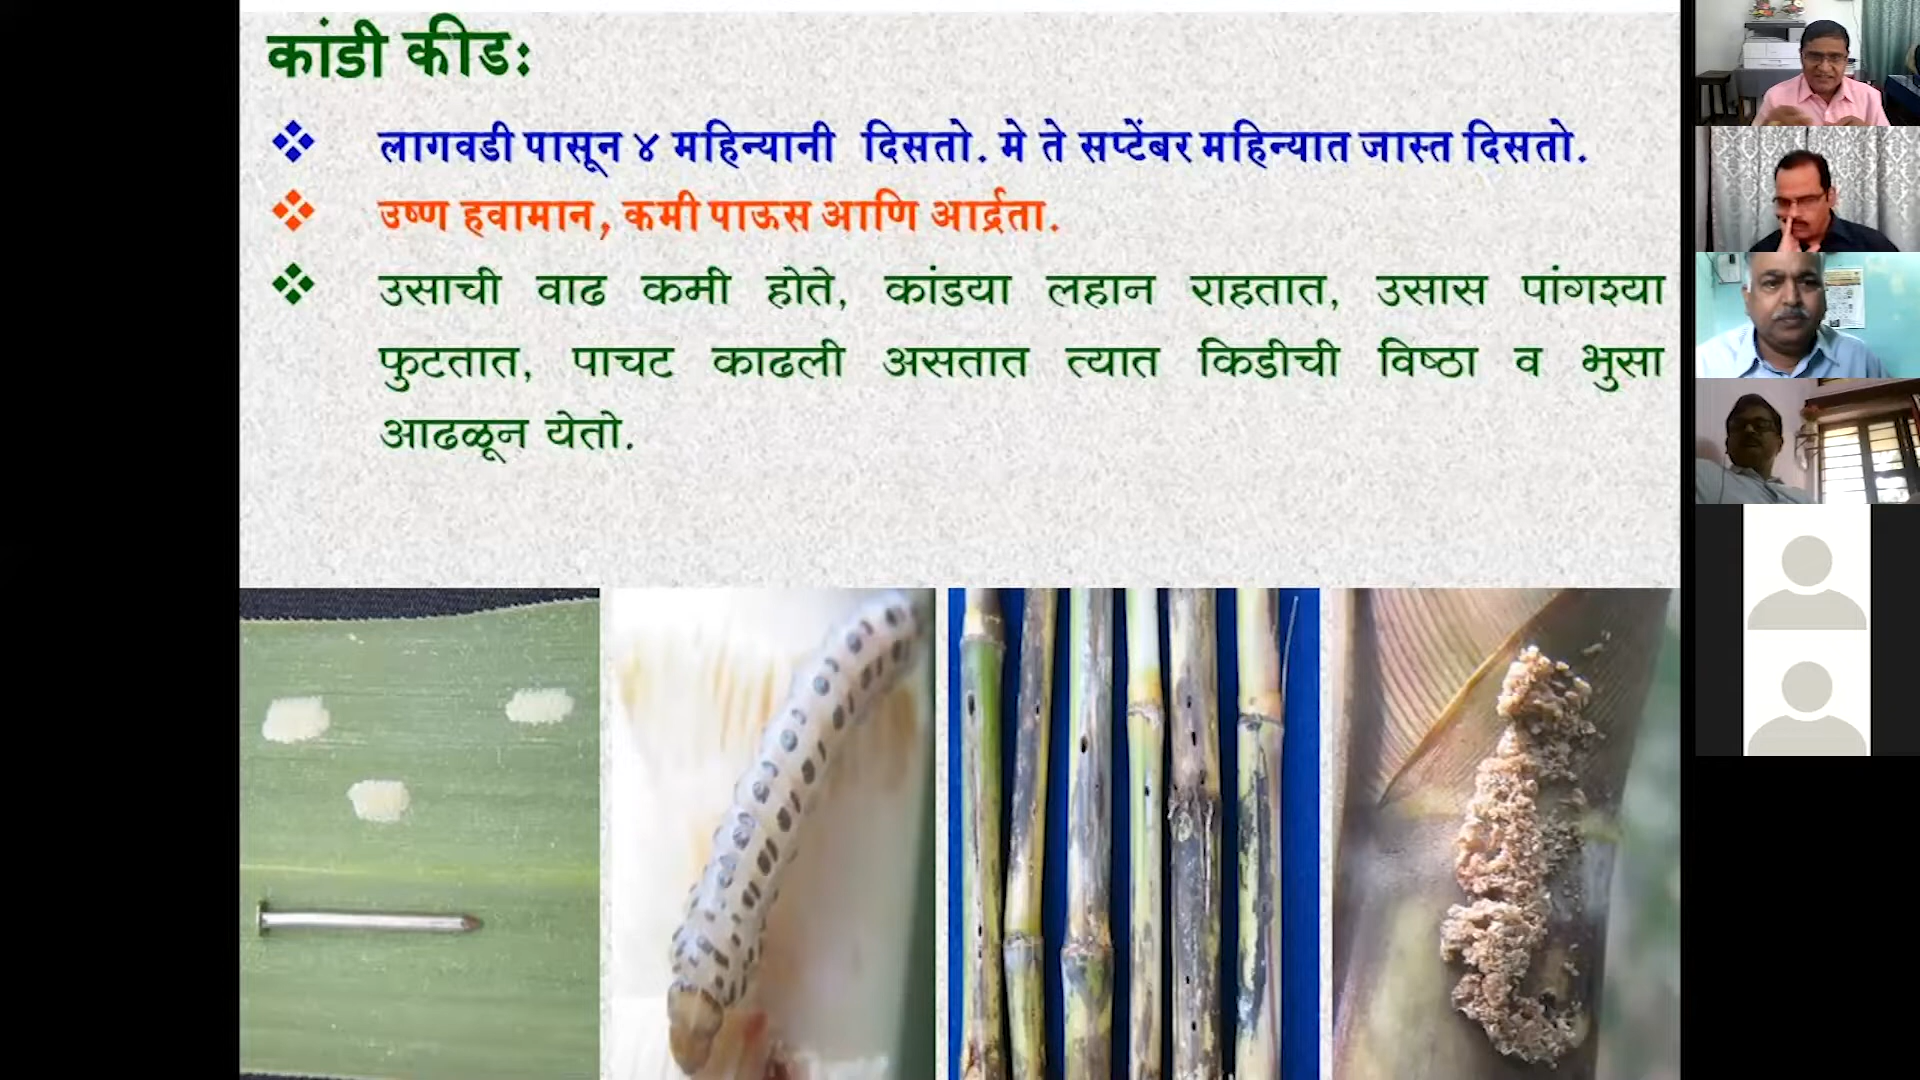 कांडी कीडः
लागवडी पासून ४ महिन्यानी दिसतो. मे ते सप्टेंबर महिन्यात जास्त दिसतो.
उष्ण हवामान, कमी पाऊस आणि आर्द्रता.
उसाची वाढ कमी होते, कांडया लहान राहतात, उसास पांगश्या
फुटतात, पाचट काढली असतात त्यात किडीची विष्ठा व भुसा
आढळून येतो.